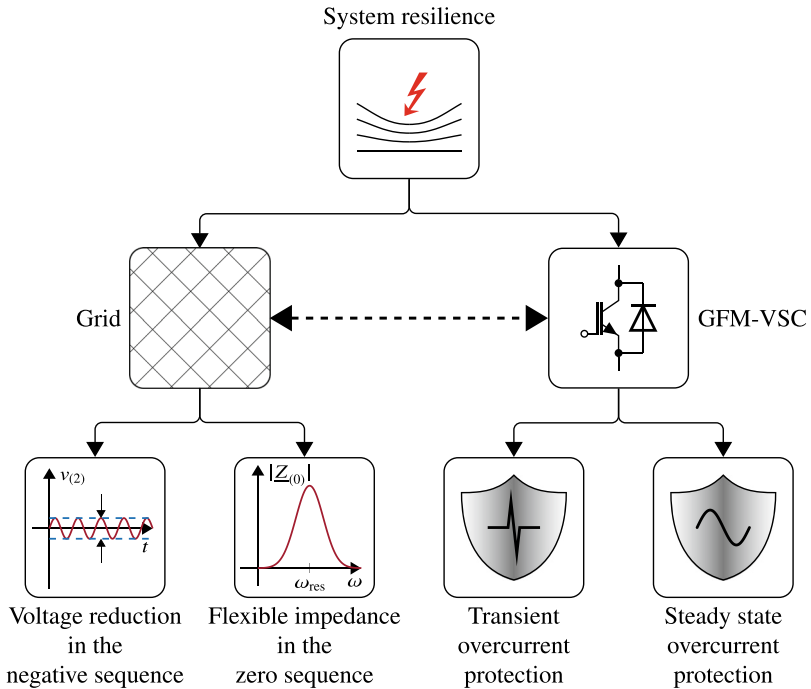 System resilience
Grid
GFM-VSC
v(2)
t
|Z(0)|
ωres
ω
Voltage reduction
in the
negative sequence
Flexible impedance
in the
zero sequence
Transient
overcurrent
protection
Steady state
overcurrent
protection